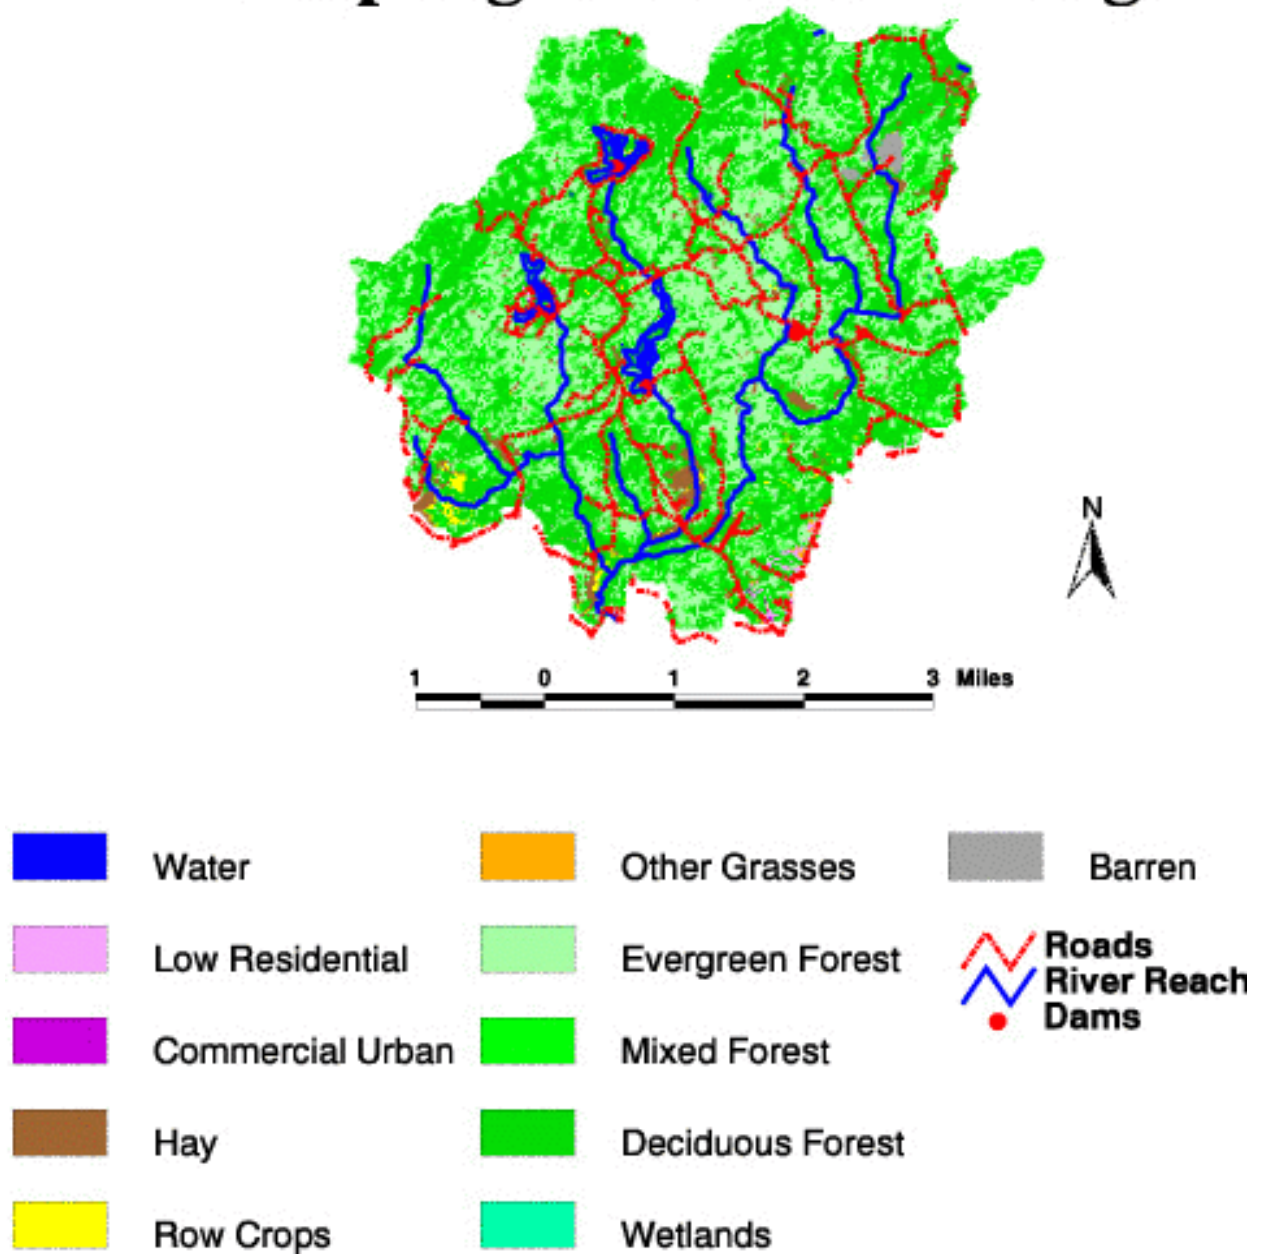 N
1 0 1 2 3 Miles
Water
Other Grasses
Barren
Low Residential
Evergreen Forest
Roads
River Reach
Dams
Commercial Urban
Mixed Forest
Hay
Deciduous Forest
Row Crops
Wetlands